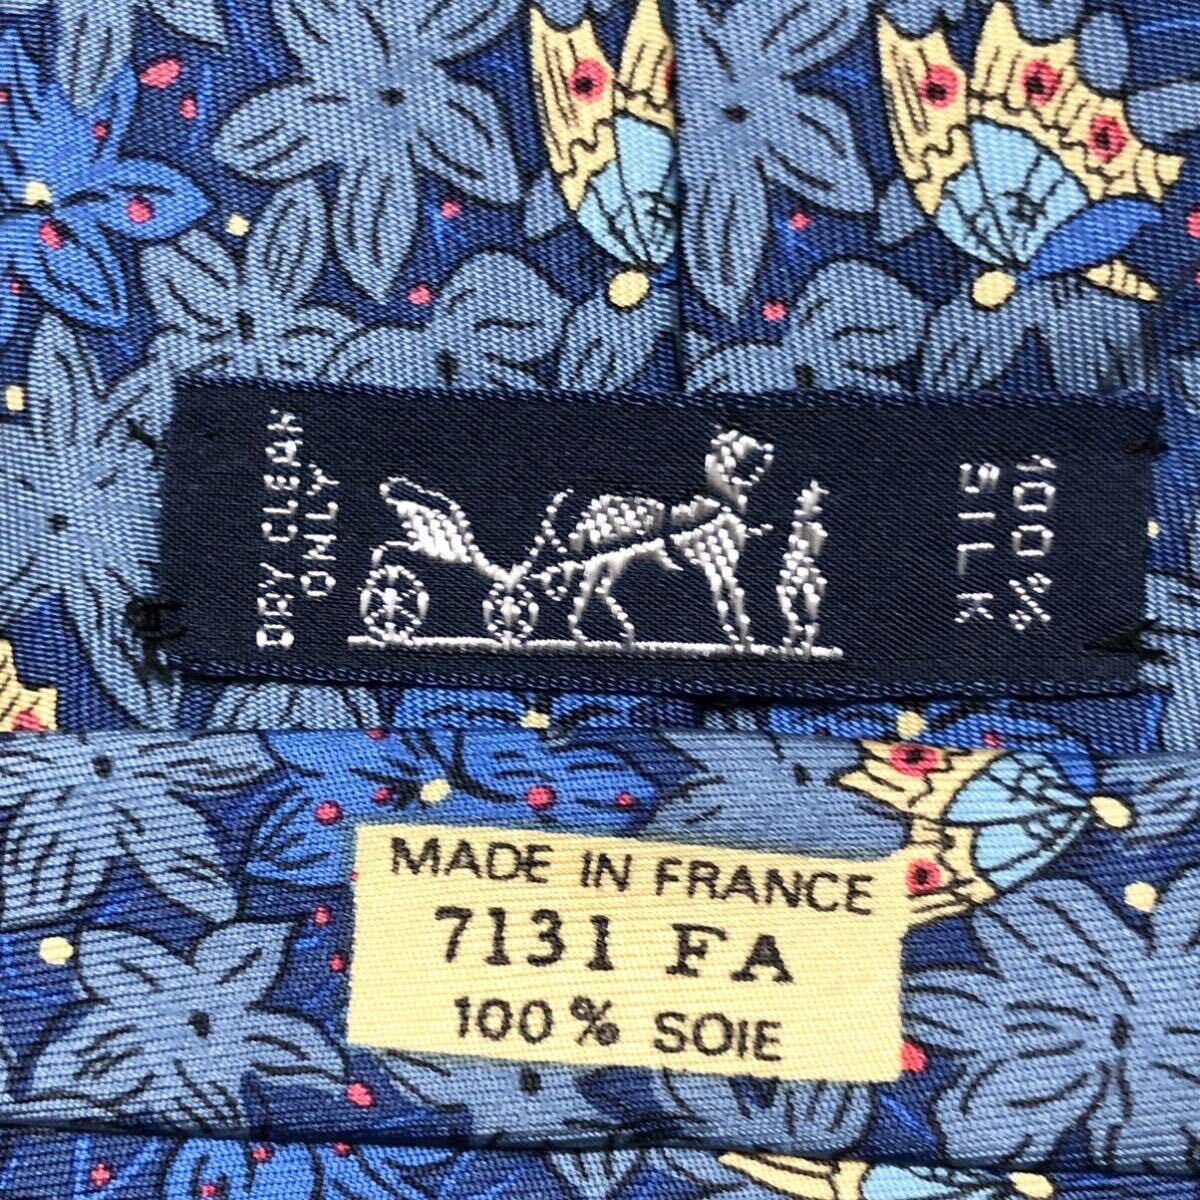 DRY CLEAN
ONLY
100%
SILK
MADE IN FRANCE
7131 FA
100% SOIE